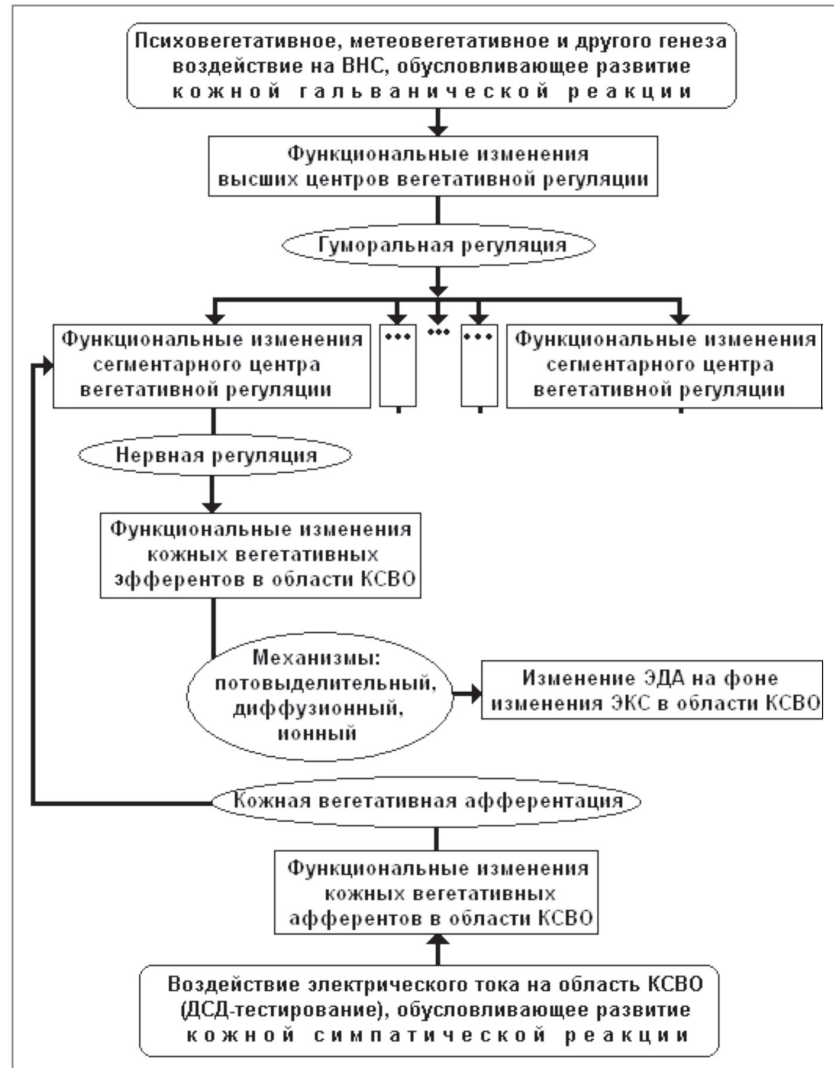 Психовегетативное, метеовегетативное и другого генеза
воздействие на ВНС, обусловливающее развитие
кожной гальванической реакции
Функциональные изменения
высших центров вегетативной регуляции
Гуморальная регуляция
Функциональные изменения
сегментарного центра
вегетативной регуляции
•••
•••
•••
Функциональные изменения
сегментарного центра
вегетативной регуляции
Нервная регуляция
Функциональные изменения
кожных вегетативных
эфферентов в области КСВО
Механизмы:
потовыделительный,
диффузионный,
ионный
Изменение ЭДА на фоне
изменения ЭКС в области КСВО
Кожная вегетативная афферентация
Функциональные изменения
кожных вегетативных
афферентов в области КСВО
Воздействие электрического тока на область КСВО
(ДСД-тестирование), обусловливающее развитие
кожной симпатической реакции